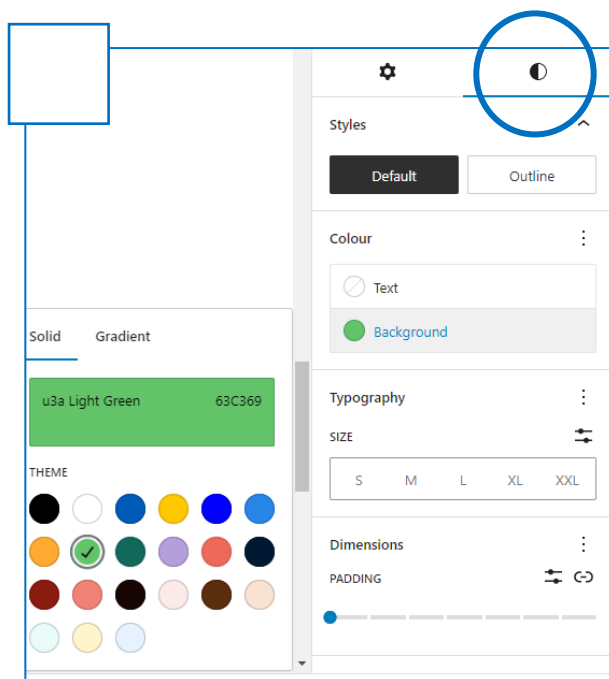 Styles
Default Outline
Colour
Text
Background
Solid Gradient
u3a Light Green 63C369
THEME
Typography
SIZE
S M L XL XXL
Dimensions
PADDING